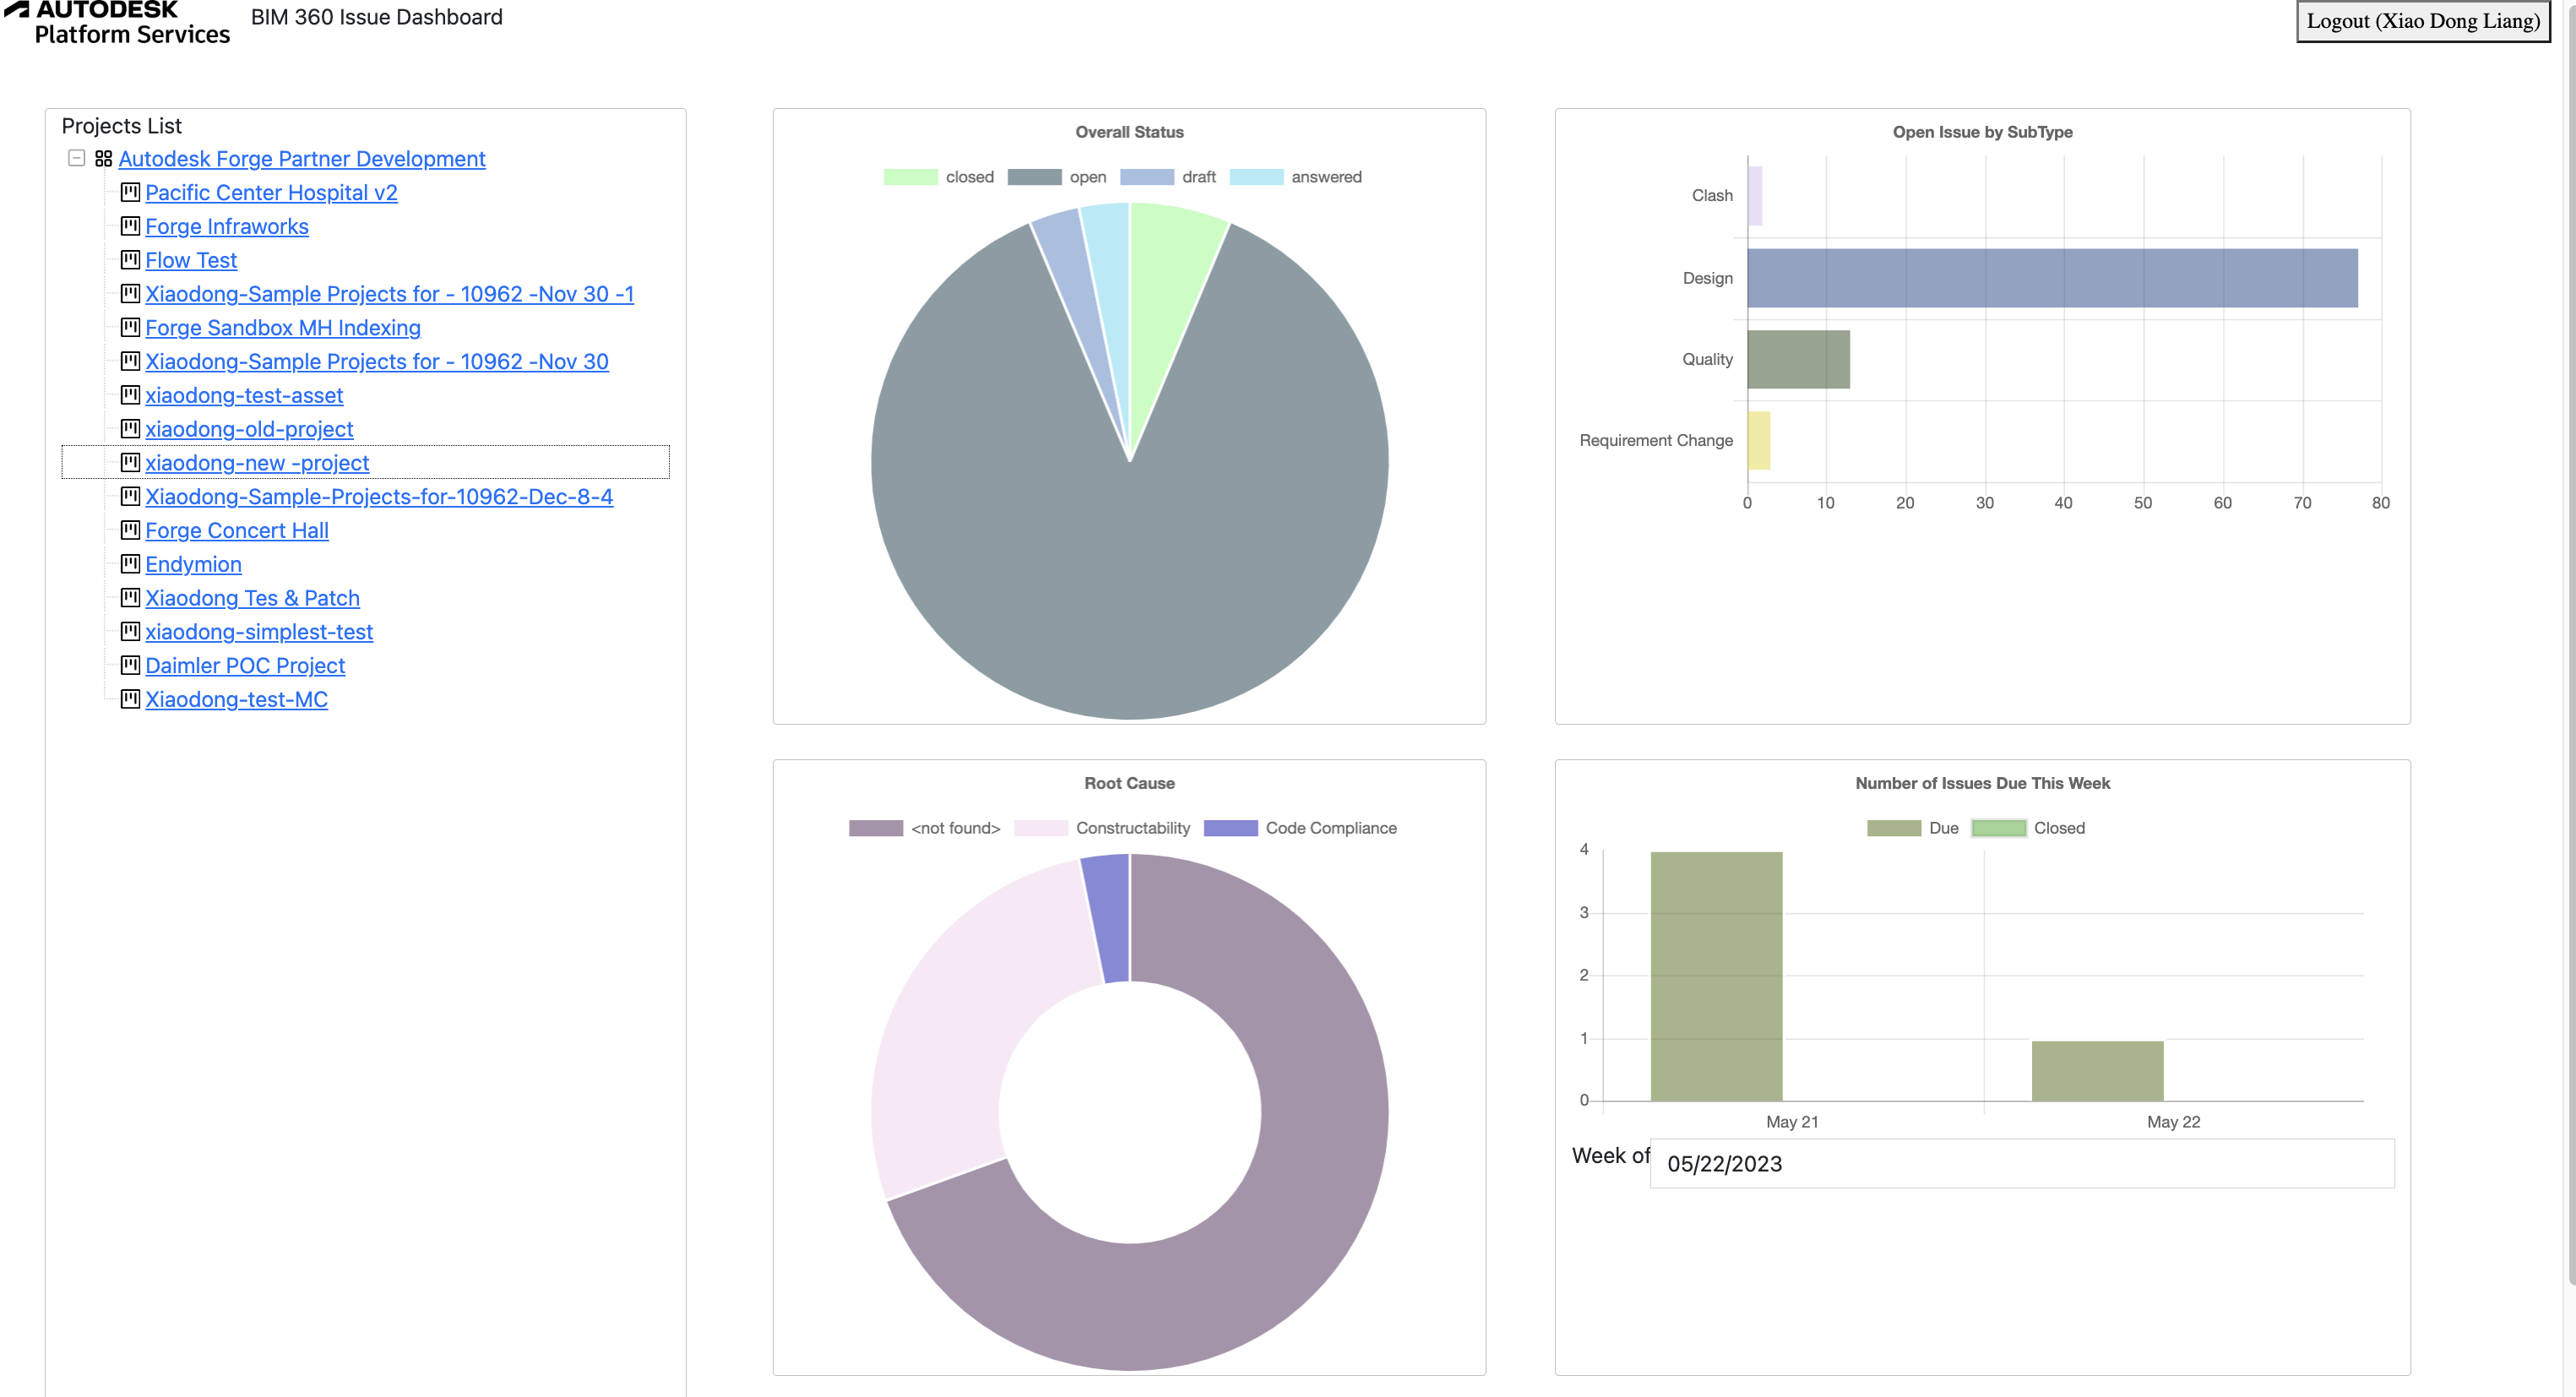 AUTODESK
Platform Services
BIM 360 Issue Dashboard
Logout (Xiao Dong Liang)
Projects List
Autodesk Forge Partner Development
Pacific Center Hospital v2
Forge Infraworks
Flow Test
Xiaodong-Sample Projects for - 10962 -Nov 30 -1
Forge Sandbox MH Indexing
Xiaodong-Sample Projects for - 10962 -Nov 30
xiaodong-test-asset
xiaodong-old-project
xiaodong-new -project
Xiaodong-Sample-Projects-for-10962-Dec-8-4
Forge Concert Hall
Endymion
Xiaodong Tes & Patch
xiaodong-simplest-test
Daimler POC Project
Xiaodong-test-MC
Overall Status
closed open draft answered
Open Issue by SubType
Clash
Design
Quality
Requirement Change
0 10 20 30 40 50 60 70 80
Root Cause
<not found> Constructability Code Compliance
Number of Issues Due This Week
Due Closed
4
3
2
1
0
May 21 May 22
Week of 05/22/2023